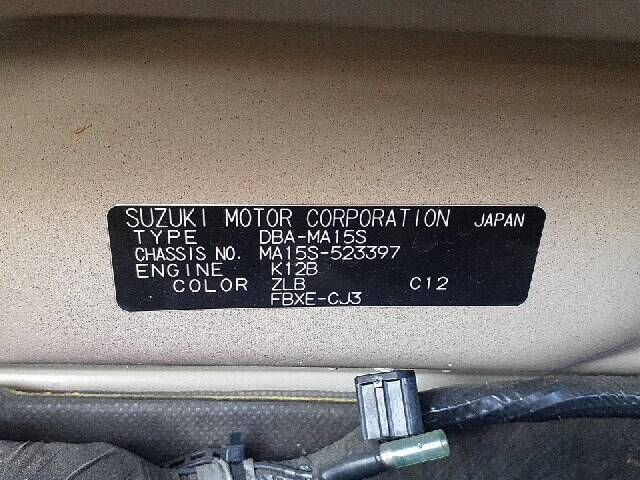 SUZUKI MOTOR CORPORATION JAPAN
TYPE DBA-MA15S
CHASSIS NO. MA15S-523397
ENGINE K12B
COLOR ZLB C12
FBXE-CJ3